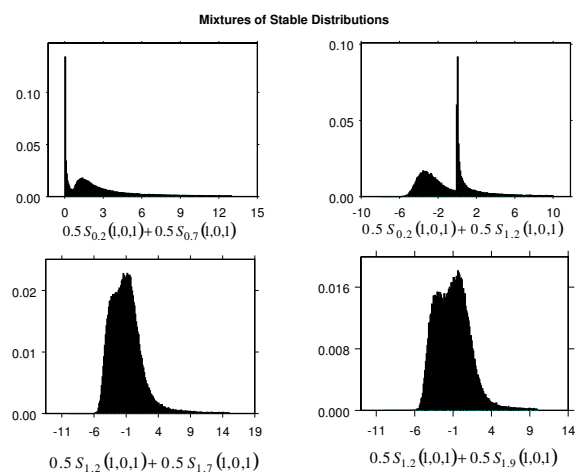 Mixtures of Stable Distributions
0.10
0.05
0.00
0 3 6 9 12 15
0.5 S0.2(1,0,1)+ 0.5 S0.7(1,0,1)
0.10
0.05
0.00
-10 -6 -2 2 6 10 14
0.5 S0.2(1,0,1)+ 0.5 S1.2(1,0,1)
0.02
0.01
0.00
-11 -6 -1 4 9 14 19
0.5 S1.2(1,0,1)+ 0.5 S1.7(1,0,1)
0.016
0.008
0.000
-11 -6 -1 4 9 14
0.5 S1.2(1,0,1)+ 0.5 S1.9(1,0,1)